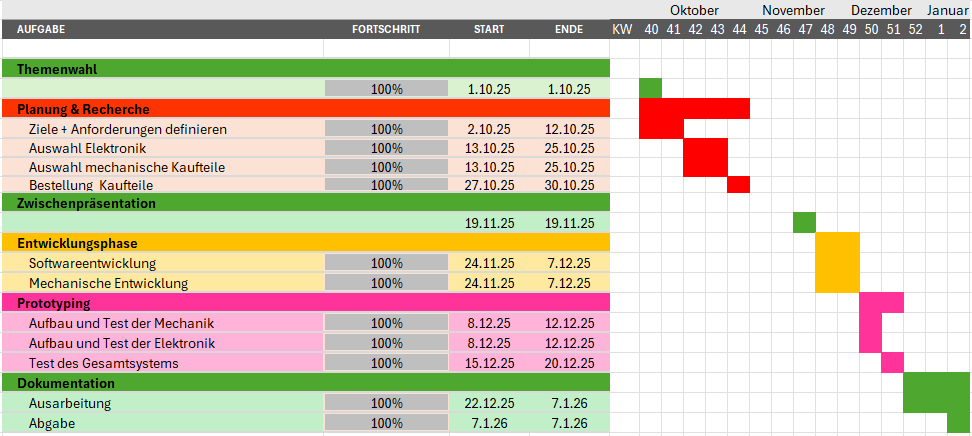 Oktober November Dezember Januar
AUFGABE FORTSCHRITT START ENDE KW 40 41 42 43 44 45 46 47 48 49 50 51 52 1 2
Themenwahl
100% 1.10.25 1.10.25
Planung & Recherche
Ziele + Anforderungen definieren 100% 2.10.25 12.10.25
Auswahl Elektronik 100% 13.10.25 25.10.25
Auswahl mechanische Kaufteile 100% 13.10.25 25.10.25
Bestellung Kaufteile 100% 27.10.25 30.10.25
Zwischenpräsentation
19.11.25 19.11.25
Entwicklungsphase
Softwareentwicklung 100% 24.11.25 7.12.25
Mechanische Entwicklung 100% 24.11.25 7.12.25
Prototyping
Aufbau und Test der Mechanik 100% 8.12.25 12.12.25
Aufbau und Test der Elektronik 100% 8.12.25 12.12.25
Test des Gesamtsystems 100% 15.12.25 20.12.25
Dokumentation
Ausarbeitung 100% 22.12.25 7.1.26
Abgabe 100% 7.1.26 7.1.26